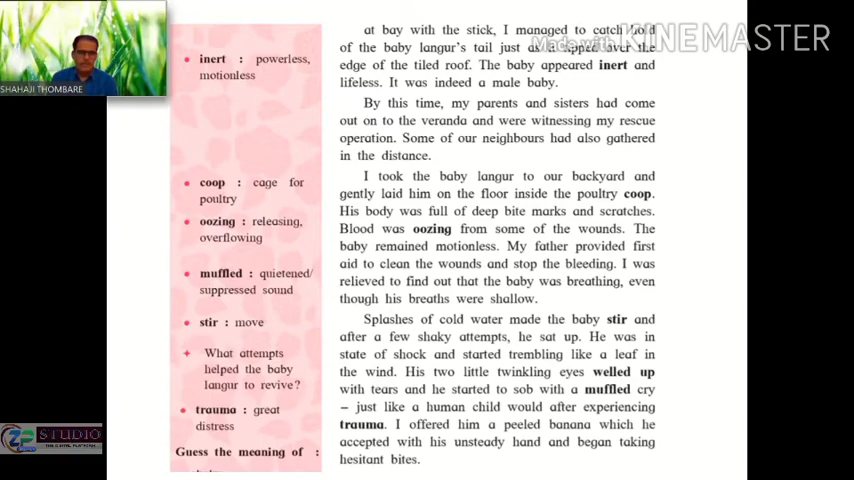 SHAHAJI THOMBARE
STUDIO
Made with KINEMASTER
inert : powerless,
motionless
coop : cage for
poultry
oozing : releasing,
overflowing
muffled : quietened/
suppressed sound
stir : move
What attempts
helped the baby
langur to revive?
trauma : great
distress
Guess the meaning of :
at bay with the stick, I managed to catch hold
of the baby langur's tail just as it tipped over the
edge of the tiled roof. The baby appeared inert and
lifeless. It was indeed a male baby.
By this time, my parents and sisters had come
out on to the veranda and were witnessing my rescue
operation. Some of our neighbours had also gathered
in the distance.
I took the baby langur to our backyard and
gently laid him on the floor inside the poultry coop.
His body was full of deep bite marks and scratches.
Blood was oozing from some of the wounds. The
baby remained motionless. My father provided first
aid to clean the wounds and stop the bleeding. I was
relieved to find out that the baby was breathing, even
though his breaths were shallow.
Splashes of cold water made the baby stir and
after a few shaky attempts, he sat up. He was in
state of shock and started trembling like a leaf in
the wind. His two little twinkling eyes welled up
with tears and he started to sob with a muffled cry
– just like a human child would after experiencing
trauma. I offered him a peeled banana which he
accepted with his unsteady hand and began taking
hesitant bites.